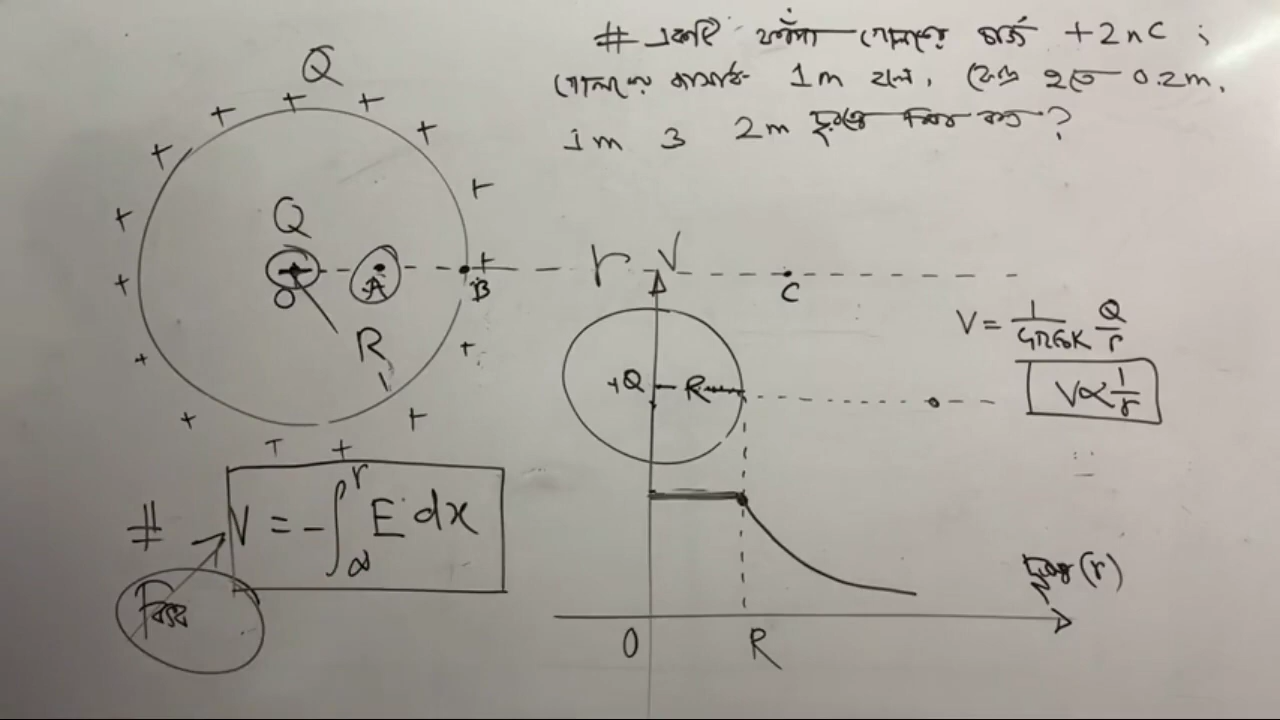 # একটি ফাঁপা গোলকের চার্জ +2nC ;
গোলকের ব্যাসার্ধ 1m হলে, কেন্দ্র হতে 0.2m,
1m ও 2m দূরত্বে বিভব কত ?
Q
+ + + + + + + + + + + + + + + +
Q
O
A
B
R
r
V
C
V = 1/4πε₀K Q/r
V∝1/r
+Q
R
# V = -∫∞^r E dx
বিভব
দূরত্ব (r)
O
R